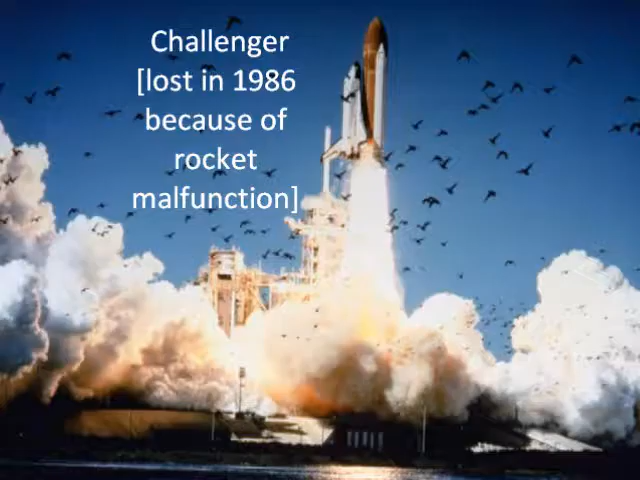 Challenger
[lost in 1986
because of
rocket
malfunction]